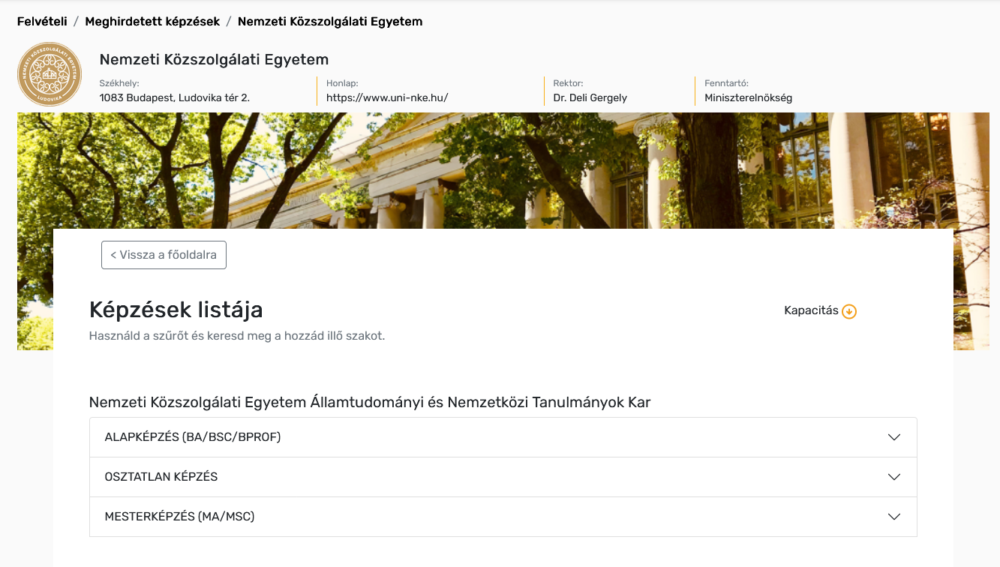 Felvételi / Meghirdetett képzések / Nemzeti Közszolgálati Egyetem
NEMZETI KÖZSZOLGÁLATI EGYETEM
LUDOVIKA
Nemzeti Közszolgálati Egyetem
Székhely:
1083 Budapest, Ludovika tér 2.
Honlap:
https://www.uni-nke.hu/
Rektor:
Dr. Deli Gergely
Fenntartó:
Miniszterelnökség
< Vissza a főoldalra
Képzések listája
Kapacitás
Használd a szűrőt és keresd meg a hozzád illő szakot.
Nemzeti Közszolgálati Egyetem Államtudományi és Nemzetközi Tanulmányok Kar
ALAPKÉPZÉS (BA/BSC/BPROF)
OSZTATLAN KÉPZÉS
MESTERKÉPZÉS (MA/MSC)